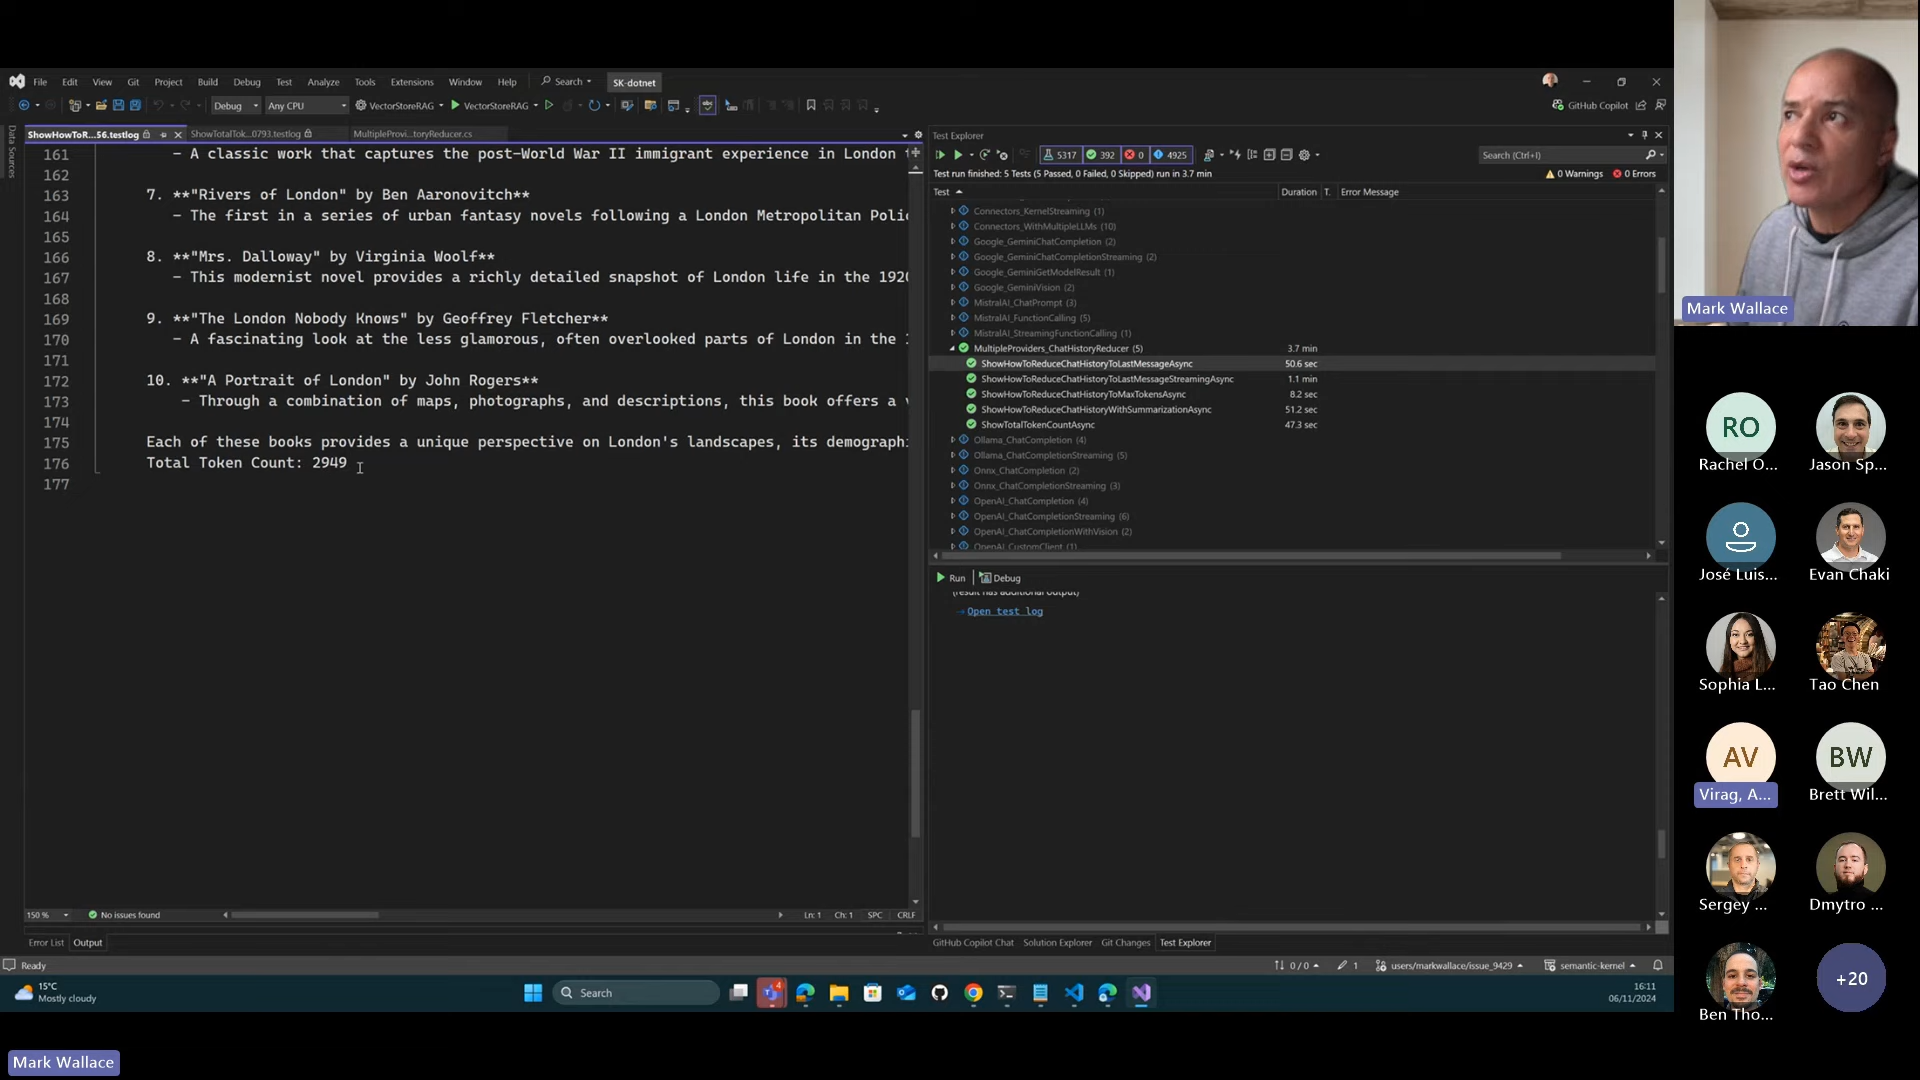 File Edit View Git Project Build Debug Test Analyze Tools Extensions Window Help Search SK-dotnet
Debug Any CPU VectorStoreRAG VectorStoreRAG GitHub Copilot
Data Sources
ShowHowToR...56.testlog ShowTotalTok...0793.testlog MultipleProvi...toryReducer.cs
161 - A classic work that captures the post-World War II immigrant experience in London
162
163 7. **"Rivers of London" by Ben Aaronovitch**
164 - The first in a series of urban fantasy novels following a London Metropolitan Polic
165
166 8. **"Mrs. Dalloway" by Virginia Woolf**
167 - This modernist novel provides a richly detailed snapshot of London life in the 192
168
169 9. **"The London Nobody Knows" by Geoffrey Fletcher**
170 - A fascinating look at the less glamorous, often overlooked parts of London in the
171
172 10. **"A Portrait of London" by John Rogers**
173 - Through a combination of maps, photographs, and descriptions, this book offers a
174
175 Each of these books provides a unique perspective on London's landscapes, its demographi
176 Total Token Count: 2949
177
150 % No issues found Ln: 1 Ch: 1 SPC CRLF
Error List Output
Test Explorer
5317 392 0 4925 Search (Ctrl+I)
Test run finished: 5 Tests (5 Passed, 0 Failed, 0 Skipped) run in 3.7 min 0 Warnings 0 Errors
Test Duration T. Error Message
Connectors_KernelStreaming (1)
Connectors_WithMultipleLLMs (10)
Google_GeminiChatCompletion (2)
Google_GeminiChatCompletionStreaming (2)
Google_GeminiGetModelResult (1)
Google_GeminiVision (2)
MistralAI_ChatPrompt (3)
MistralAI_FunctionCalling (5)
MistralAI_StreamingFunctionCalling (1)
MultipleProviders_ChatHistoryReducer (5) 3.7 min
ShowHowToReduceChatHistoryToLastMessageAsync 50.6 sec
ShowHowToReduceChatHistoryToLastMessageStreamingAsync 1.1 min
ShowHowToReduceChatHistoryToMaxTokensAsync 8.2 sec
ShowHowToReduceChatHistoryWithSummarizationAsync 51.2 sec
ShowTotalTokenCountAsync 47.3 sec
Ollama_ChatCompletion (4)
Ollama_ChatCompletionStreaming (5)
Onnx_ChatCompletion (2)
Onnx_ChatCompletionStreaming (3)
OpenAI_ChatCompletion (4)
OpenAI_ChatCompletionStreaming (6)
OpenAI_ChatCompletionWithVision (2)
OpenAI_CustomClient (1)
Run Debug
(result has additional output)
Open test log
GitHub Copilot Chat Solution Explorer Git Changes Test Explorer
Ready 0 / 0 1 users/markwallace/issue_9429 semantic-kernel
15°C
Mostly cloudy
Search
4
16:11
06/11/2024
Mark Wallace
Mark Wallace
RO
Rachel O... Jason Sp...
José Luis... Evan Chaki
Sophia L... Tao Chen
AV BW
Virag, A... Brett Wil...
Sergey ... Dmytro ...
+20
Ben Tho...